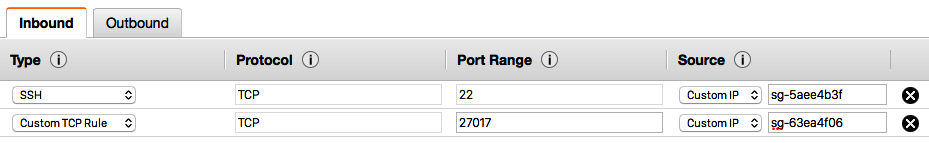 Inbound Outbound
Type i Protocol i Port Range i Source i
SSH TCP 22 Custom IP sg-5aee4b3f
Custom TCP Rule TCP 27017 Custom IP sg-63ea4f06